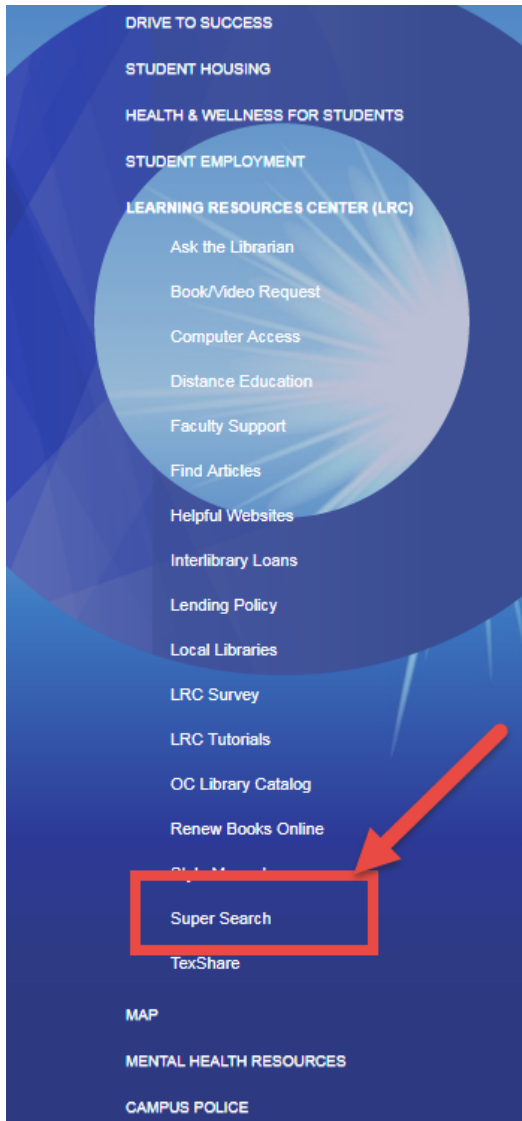 DRIVE TO SUCCESS
STUDENT HOUSING
HEALTH & WELLNESS FOR STUDENTS
STUDENT EMPLOYMENT
LEARNING RESOURCES CENTER (LRC)
Ask the Librarian
Book/Video Request
Computer Access
Distance Education
Faculty Support
Find Articles
Helpful Websites
Interlibrary Loans
Lending Policy
Local Libraries
LRC Survey
LRC Tutorials
OC Library Catalog
Renew Books Online
Super Search
TexShare
MAP
MENTAL HEALTH RESOURCES
CAMPUS POLICE